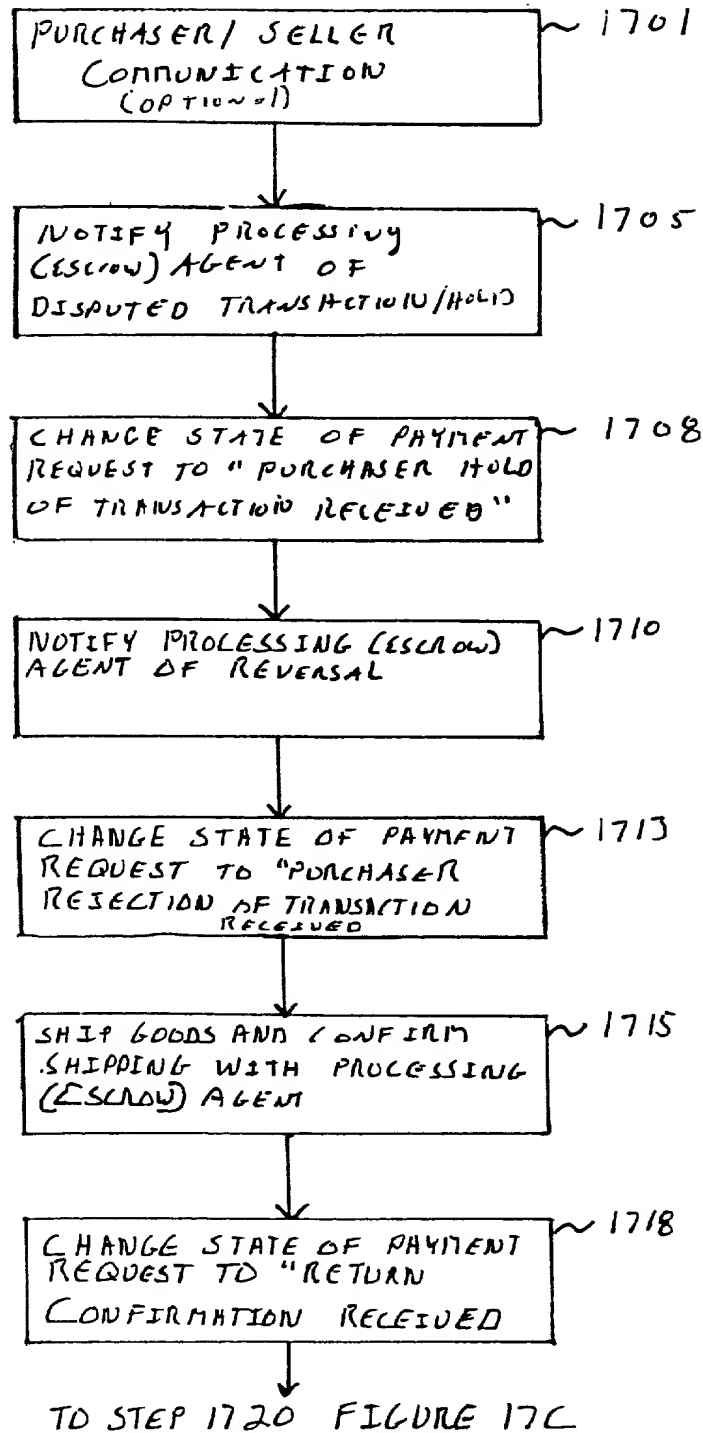 PURCHASER/ SELLER
COMMUNICATION
(OPTIONAL)
1701
NOTIFY PROCESSING
(ESCROW) AGENT OF
DISPUTED TRANSACTION/HOLD
1705
CHANGE STATE OF PAYMENT
REQUEST TO "PURCHASER HOLD
OF TRANSACTION RECEIVED"
1708
NOTIFY PROCESSING (ESCROW)
AGENT OF REVERSAL
1710
CHANGE STATE OF PAYMENT
REQUEST TO "PURCHASER
REJECTION OF TRANSACTION
RECEIVED
1713
SHIP GOODS AND CONFIRM
SHIPPING WITH PROCESSING
(ESCROW) AGENT
1715
CHANGE STATE OF PAYMENT
REQUEST TO "RETURN
CONFIRMATION RECEIVED
1718
TO STEP 1720 FIGURE 17C